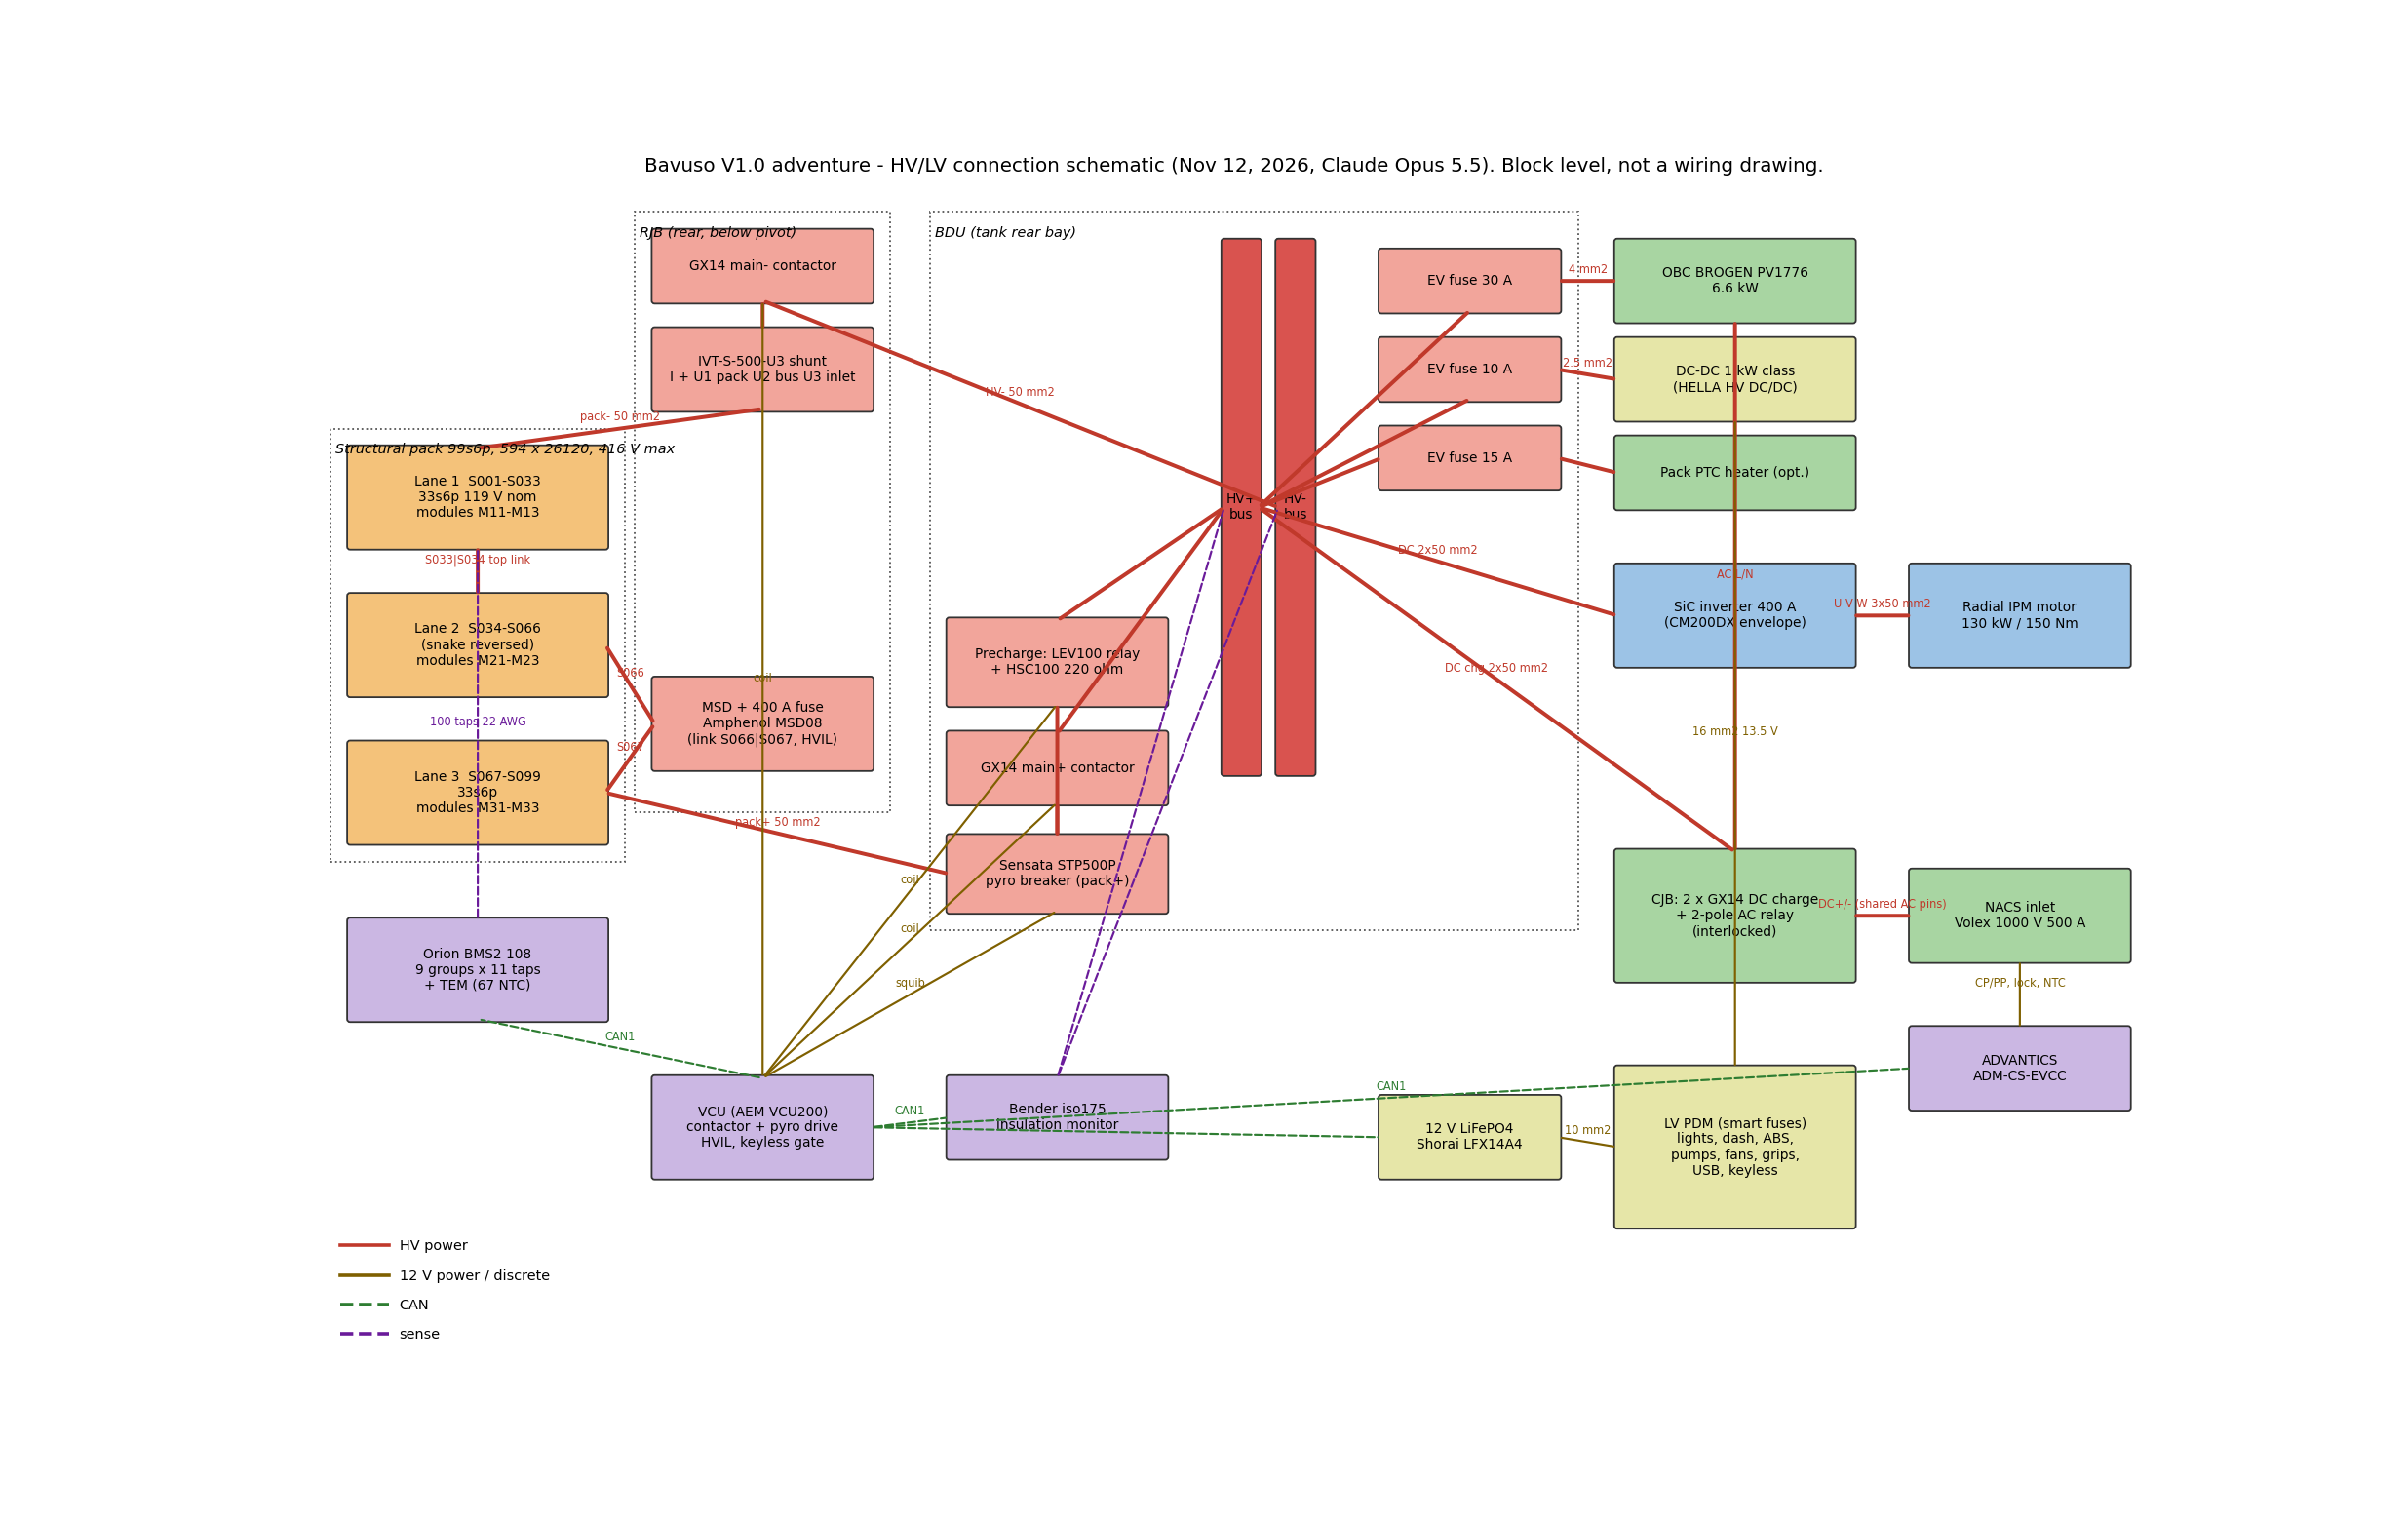 Bavuso V1.0 adventure - HV/LV connection schematic (Nov 12, 2026, Claude Opus 5.5). Block level, not a wiring drawing.
RJB (rear, below pivot)
GX14 main- contactor
IVT-S-500-U3 shunt
I + U1 pack U2 bus U3 inlet
pack- 50 mm2
Structural pack 99s6p, 594 x 26120, 416 V max
Lane 1  S001-S033
33s6p 119 V nom
modules M11-M13
S033|S034 top link
Lane 2  S034-S066
(snake reversed)
modules M21-M23
S066
100 taps 22 AWG
S067
Lane 3  S067-S099
33s6p
modules M31-M33
coil
MSD + 400 A fuse
Amphenol MSD08
(link S066|S067, HVIL)
pack+ 50 mm2
BDU (tank rear bay)
HV- 50 mm2
HV+
bus
HV-
bus
EV fuse 30 A
EV fuse 10 A
EV fuse 15 A
4 mm2
2.5 mm2
OBC BROGEN PV1776
6.6 kW
DC-DC 1 kW class
(HELLA HV DC/DC)
Pack PTC heater (opt.)
DC 2x50 mm2
AC L/N
SiC inverter 400 A
(CM200DX envelope)
U V W 3x50 mm2
Radial IPM motor
130 kW / 150 Nm
DC chg 2x50 mm2
16 mm2 13.5 V
Precharge: LEV100 relay
+ HSC100 220 ohm
GX14 main+ contactor
Sensata STP500P
pyro breaker (pack+)
coil
coil
squib
CJB: 2 x GX14 DC charge
+ 2-pole AC relay
(interlocked)
DC+/- (shared AC pins)
NACS inlet
Volex 1000 V 500 A
CP/PP, lock, NTC
ADVANTICS
ADM-CS-EVCC
Orion BMS2 108
9 groups x 11 taps
+ TEM (67 NTC)
CAN1
VCU (AEM VCU200)
contactor + pyro drive
HVIL, keyless gate
CAN1
Bender iso175
insulation monitor
CAN1
12 V LiFePO4
Shorai LFX14A4
10 mm2
LV PDM (smart fuses)
lights, dash, ABS,
pumps, fans, grips,
USB, keyless
HV power
12 V power / discrete
CAN
sense